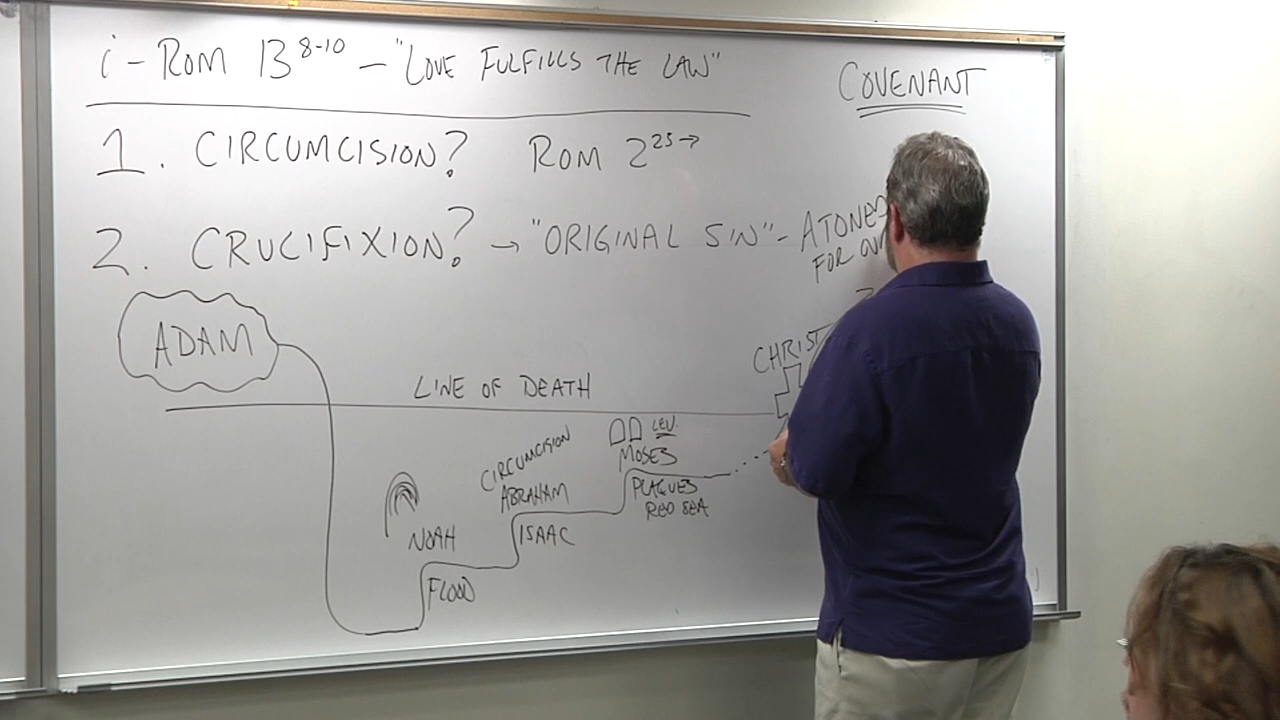 i - ROM 13 8-10 - "LOVE FULFILLS THE LAW"
COVENANT
1. CIRCUMCISION? ROM 2 25→
2. CRUCIFIXION? → "ORIGINAL SIN" - ATONED
FOR OUR
ADAM
CHRIST
LINE OF DEATH
LEV.
MOSES
CIRCUMCISION
ABRAHAM
PLAGUES
RED SEA
NOAH
ISAAC
FLOOD